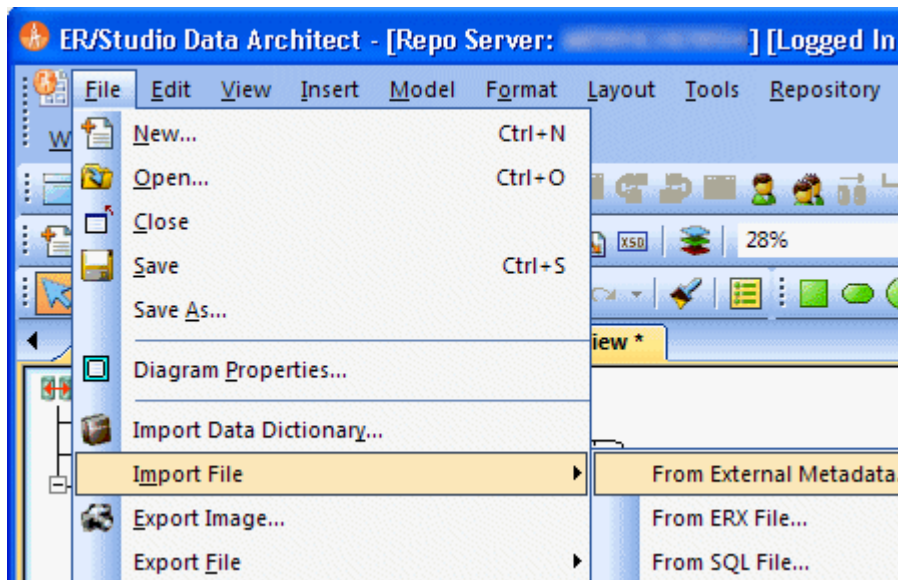 ER/Studio Data Architect - [Repo Server: ] [Logged In
File Edit View Insert Model Format Layout Tools Repository
W
New... Ctrl+N
Open... Ctrl+O
Close
XSD 28%
Save Ctrl+S
Save As...
iew *
Diagram Properties...
Import Data Dictionary...
Import File From External Metadata.
Export Image... From ERX File...
Export File From SQL File...